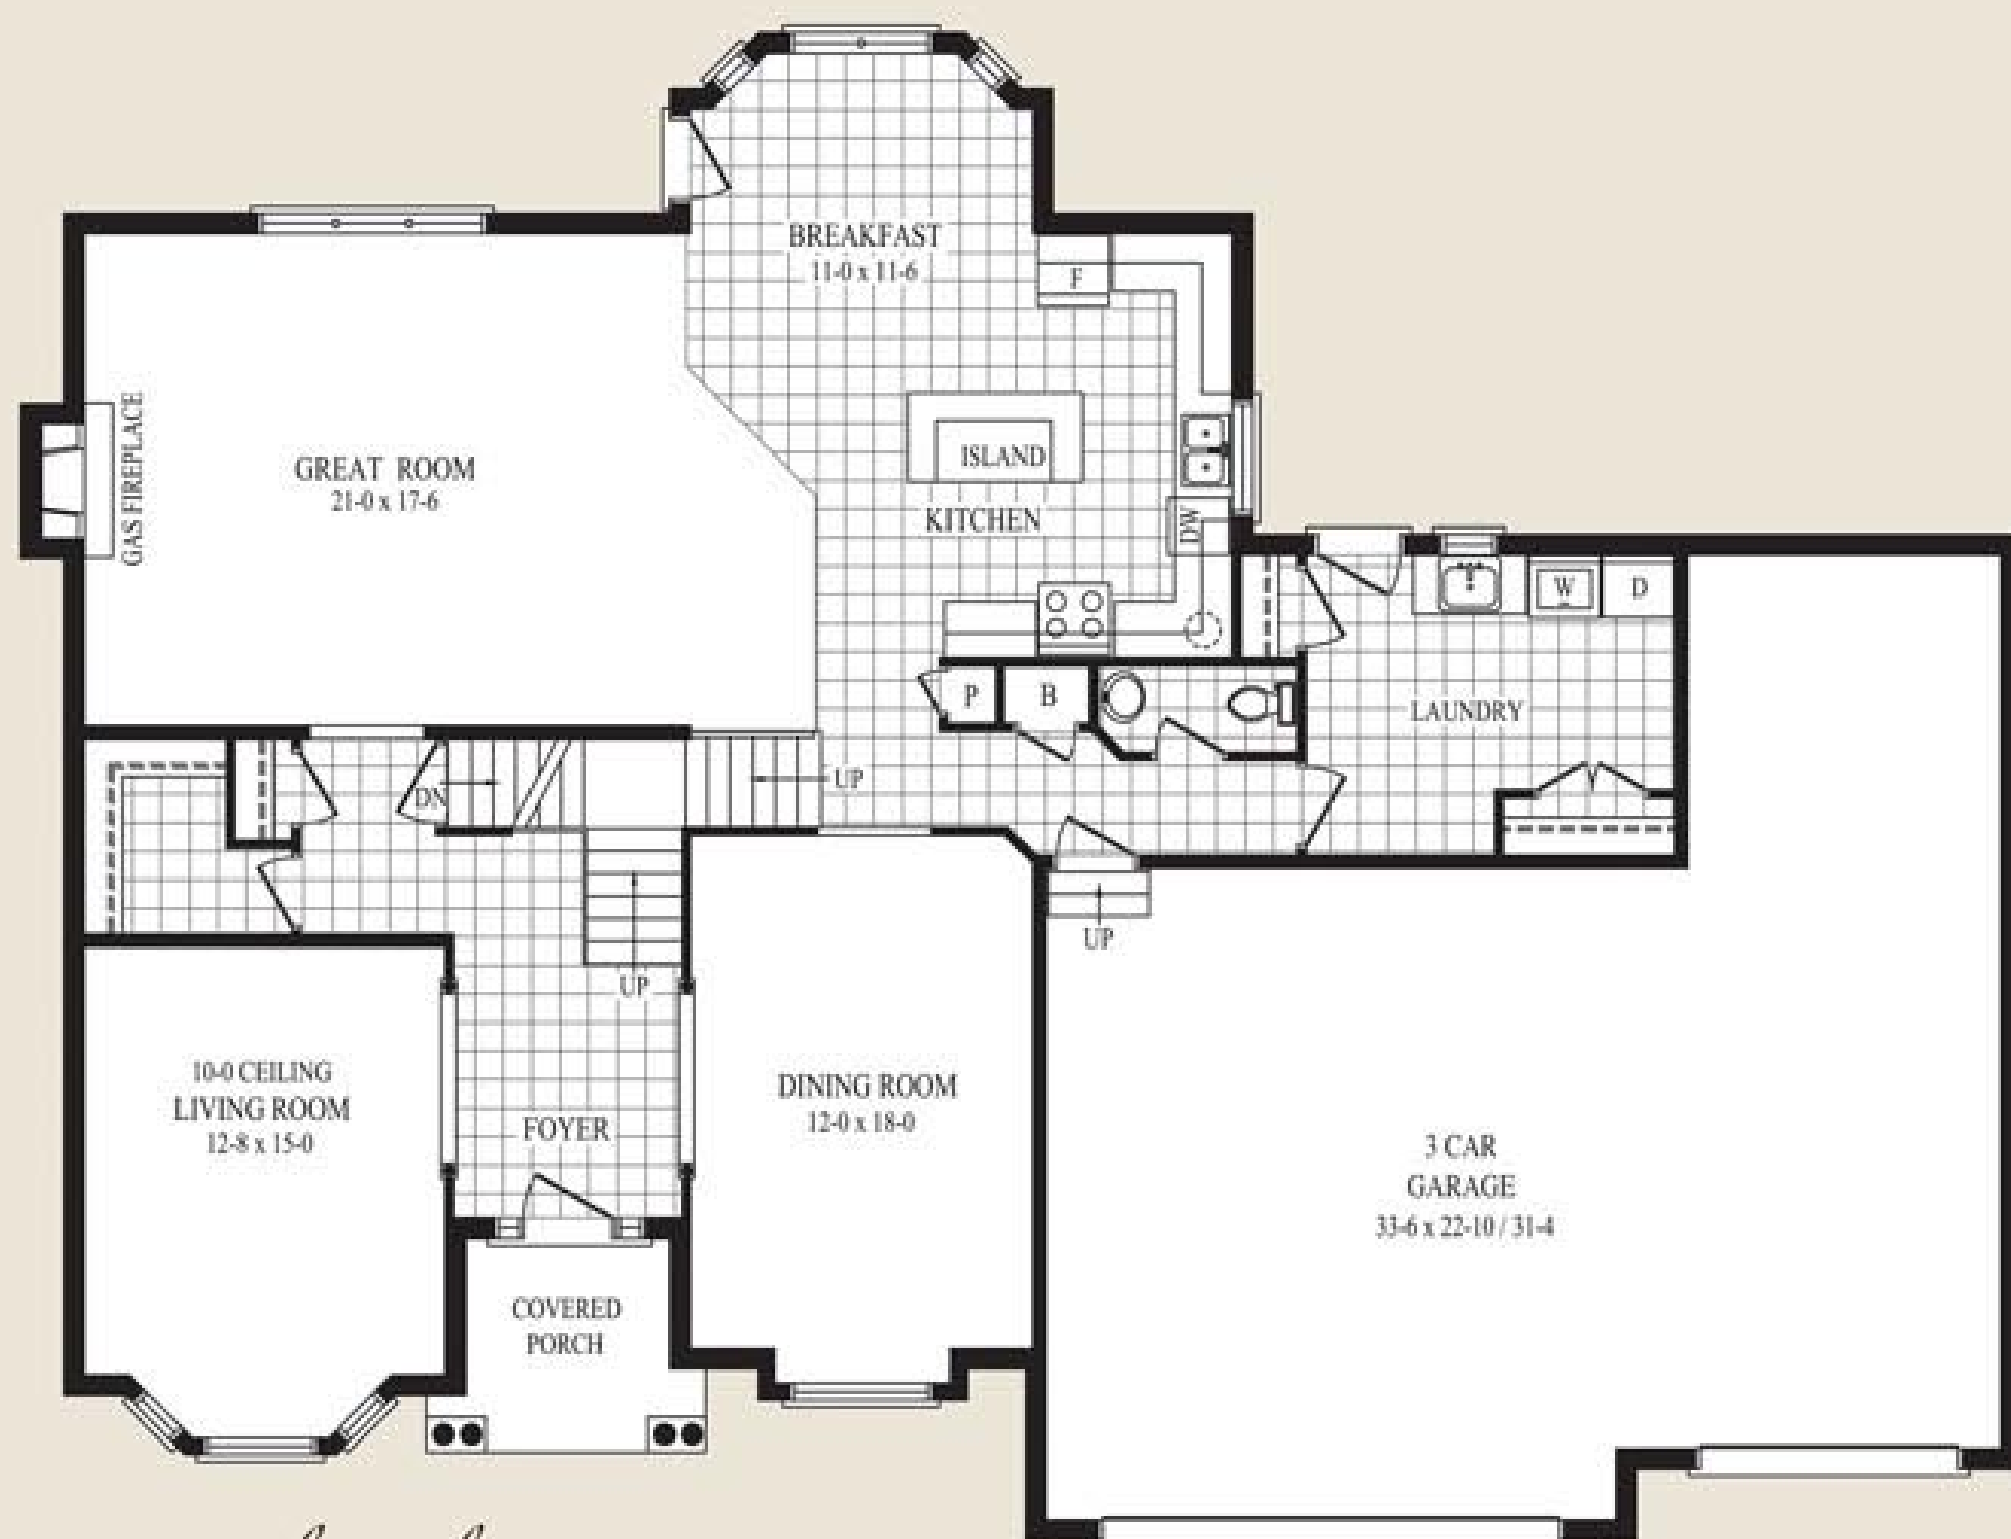 BREAKFAST
11-0 x 11-6
F
GAS FIREPLACE
GREAT ROOM
21-0 x 17-6
ISLAND
KITCHEN
DW
W
D
P
B
LAUNDRY
DN
UP
UP
UP
10-0 CEILING
LIVING ROOM
12-8 x 15-0
FOYER
DINING ROOM
12-0 x 18-0
3 CAR
GARAGE
33-6 x 22-10 / 31-4
COVERED
PORCH